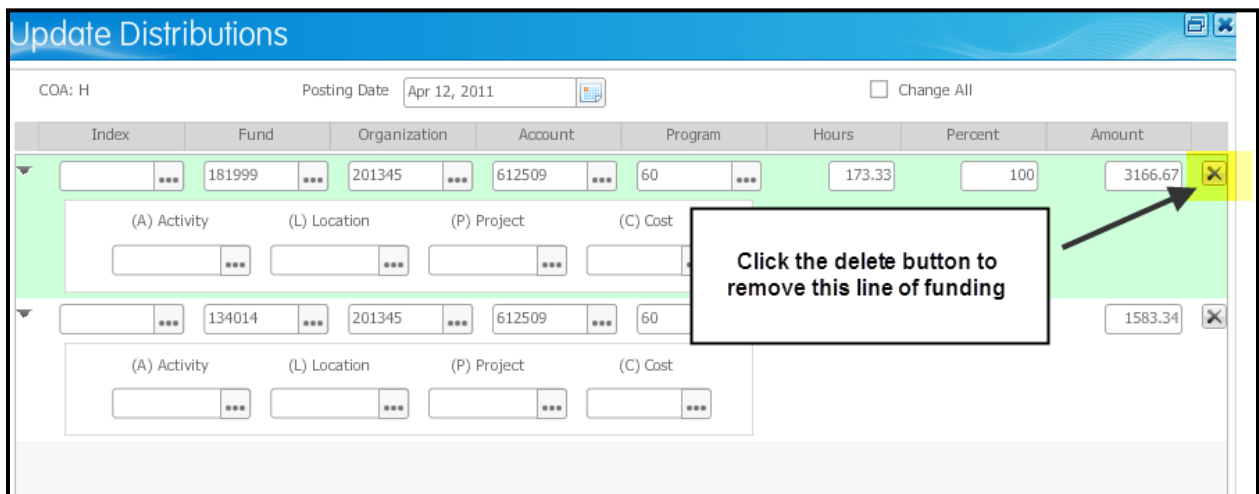 Update Distributions
COA: H Posting Date Apr 12, 2011 Change All
Index Fund Organization Account Program Hours Percent Amount
... 181999 ... 201345 ... 612509 ... 60 ... 173.33 100 3166.67
(A) Activity (L) Location (P) Project (C) Cost
... ... ...
Click the delete button to
remove this line of funding
... 134014 ... 201345 ... 612509 ... 60 1583.34
(A) Activity (L) Location (P) Project (C) Cost
... ... ... ...